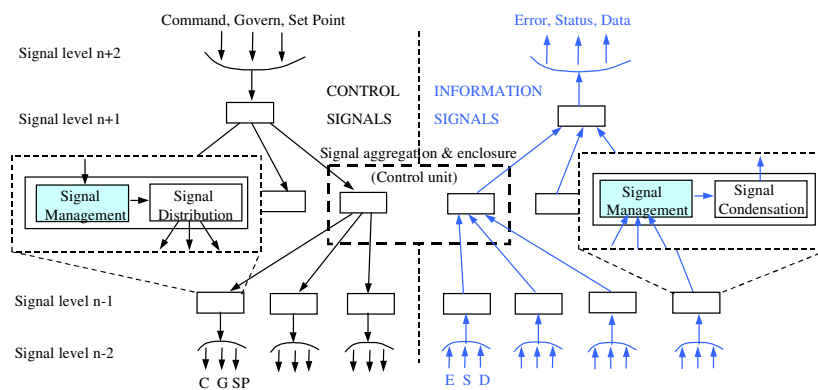 Command, Govern, Set Point
Error, Status, Data
Signal level n+2
CONTROL
INFORMATION
Signal level n+1
SIGNALS
SIGNALS
Signal aggregation & enclosure
(Control unit)
Signal
Management
Signal
Distribution
Signal
Management
Signal
Condensation
Signal level n-1
Signal level n-2
C G SP
E S D